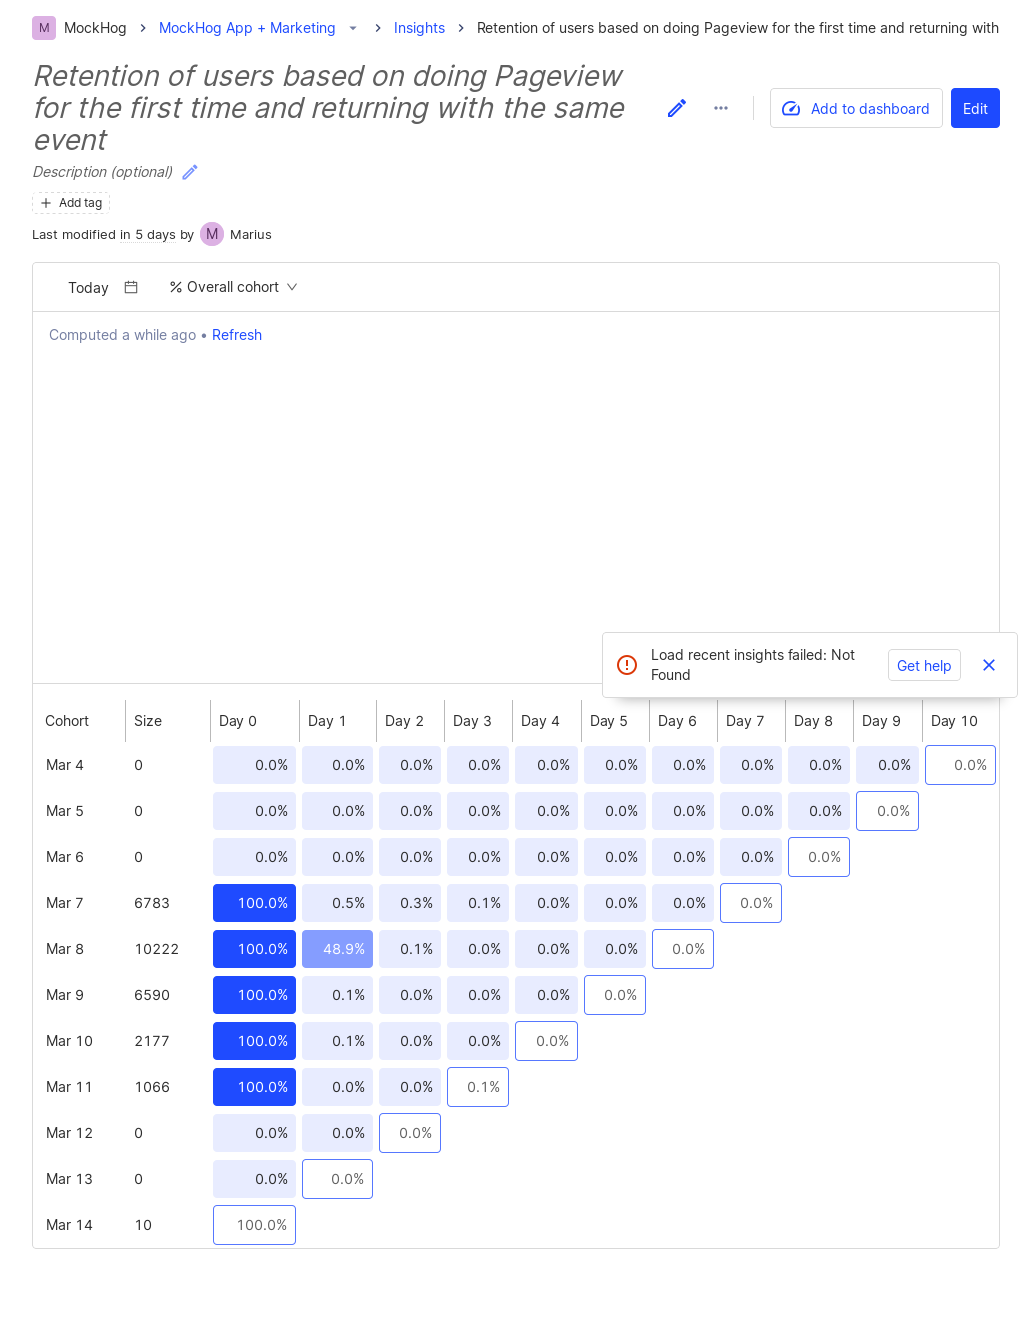 M MockHog > MockHog App + Marketing > Insights > Retention of users based on doing Pageview for the first time and returning with
Retention of users based on doing Pageview
for the first time and returning with the same
event
Add to dashboard
Edit
Description (optional)
Add tag
Last modified in 5 days by M Marius
Today
Overall cohort
Computed a while ago • Refresh
Load recent insights failed: Not
Found
Get help
Cohort Size Day 0 Day 1 Day 2 Day 3 Day 4 Day 5 Day 6 Day 7 Day 8 Day 9 Day 10
Mar 4 0 0.0% 0.0% 0.0% 0.0% 0.0% 0.0% 0.0% 0.0% 0.0% 0.0% 0.0%
Mar 5 0 0.0% 0.0% 0.0% 0.0% 0.0% 0.0% 0.0% 0.0% 0.0% 0.0%
Mar 6 0 0.0% 0.0% 0.0% 0.0% 0.0% 0.0% 0.0% 0.0% 0.0%
Mar 7 6783 100.0% 0.5% 0.3% 0.1% 0.0% 0.0% 0.0% 0.0%
Mar 8 10222 100.0% 48.9% 0.1% 0.0% 0.0% 0.0% 0.0%
Mar 9 6590 100.0% 0.1% 0.0% 0.0% 0.0% 0.0%
Mar 10 2177 100.0% 0.1% 0.0% 0.0% 0.0%
Mar 11 1066 100.0% 0.0% 0.0% 0.1%
Mar 12 0 0.0% 0.0% 0.0%
Mar 13 0 0.0% 0.0%
Mar 14 10 100.0%